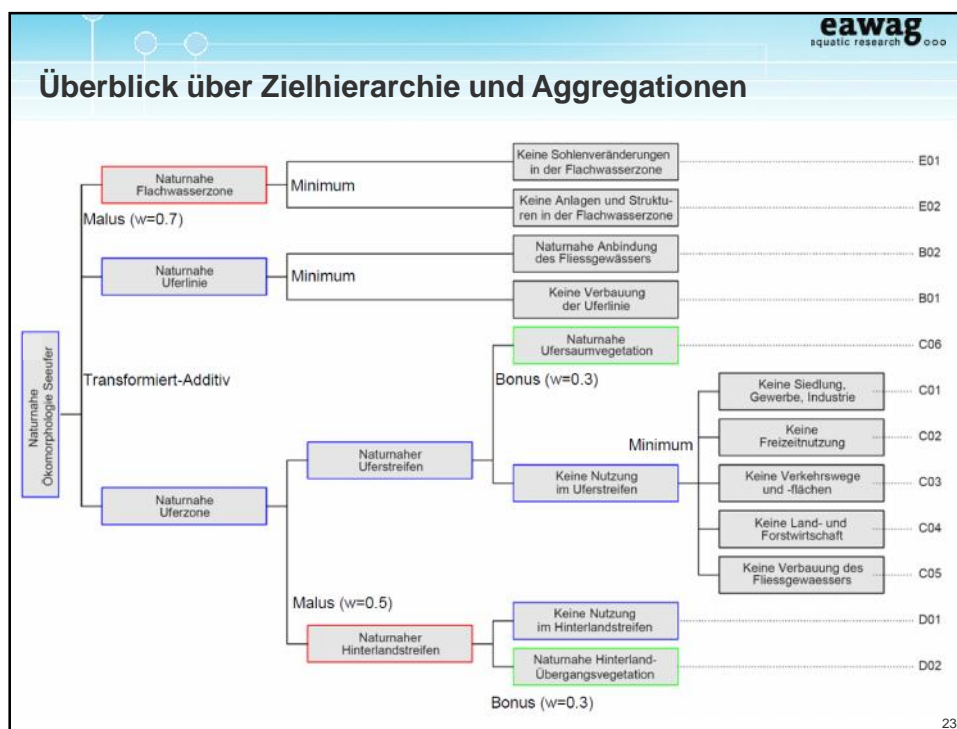 eawag
aquatic research
Überblick über Zielhierarchie und Aggregationen
Naturnahe
Ökomorphologie Seeufer
Transformiert-Additiv
Naturnahe
Flachwasserzone
Malus (w=0.7)
Minimum
Keine Sohlenveränderungen
in der Flachwasserzone
E01
Keine Anlagen und Struktu-
ren in der Flachwasserzone
E02
Naturnahe
Uferlinie
Minimum
Naturnahe Anbindung
des Fliessgewässers
B02
Keine Verbauung
der Uferlinie
B01
Naturnahe
Uferzone
Naturnaher
Uferstreifen
Naturnahe
Ufersaumvegetation
C06
Bonus (w=0.3)
Keine Nutzung
im Uferstreifen
Minimum
Keine Siedlung,
Gewerbe, Industrie
C01
Keine
Freizeitnutzung
C02
Keine Verkehrswege
und -flächen
C03
Keine Land- und
Forstwirtschaft
C04
Keine Verbauung des
Fliessgewaessers
C05
Malus (w=0.5)
Naturnaher
Hinterlandstreifen
Keine Nutzung
im Hinterlandstreifen
D01
Naturnahe Hinterland-
Übergangsvegetation
D02
Bonus (w=0.3)
23